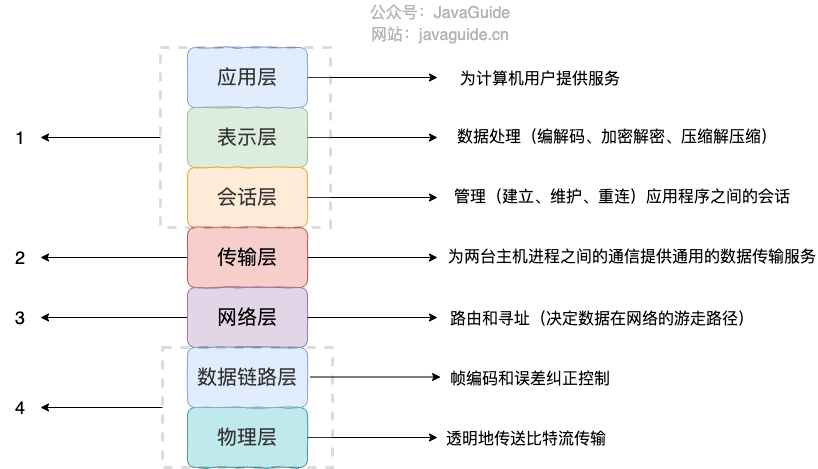 公众号：JavaGuide
网站：javaguide.cn
应用层
为计算机用户提供服务
1
表示层
数据处理（编解码、加密解密、压缩解压缩）
会话层
管理（建立、维护、重连）应用程序之间的会话
2
传输层
为两台主机进程之间的通信提供通用的数据传输服务
3
网络层
路由和寻址（决定数据在网络的游走路径）
数据链路层
帧编码和误差纠正控制
4
物理层
透明地传送比特流传输